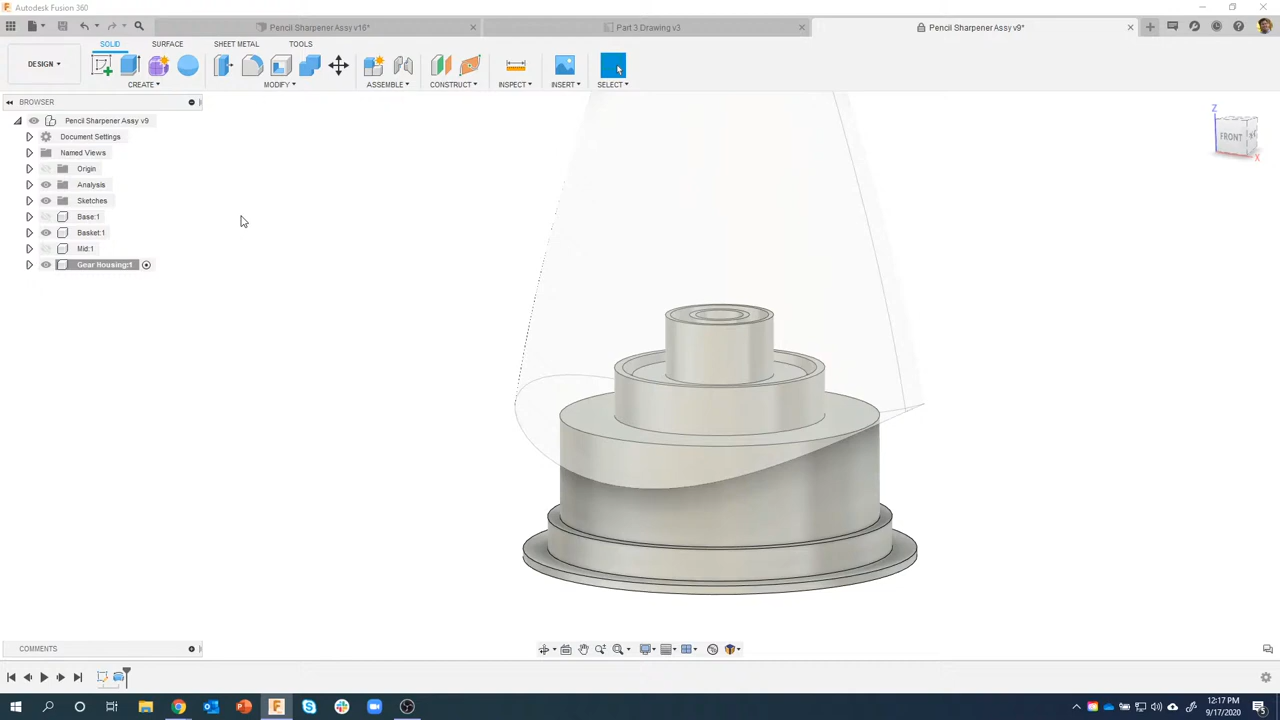 Autodesk Fusion 360
Pencil Sharpener Assy v16*
Part 3 Drawing v3
Pencil Sharpener Assy v9*
SOLID
SURFACE
SHEET METAL
TOOLS
DESIGN
CREATE
MODIFY
ASSEMBLE
CONSTRUCT
INSPECT
INSERT
SELECT
BROWSER
Pencil Sharpener Assy v9
Document Settings
Named Views
Origin
Analysis
Sketches
Base:1
Basket:1
Mid:1
Gear Housing:1
Z
FRONT
X
COMMENTS
12:17 PM
9/17/2020